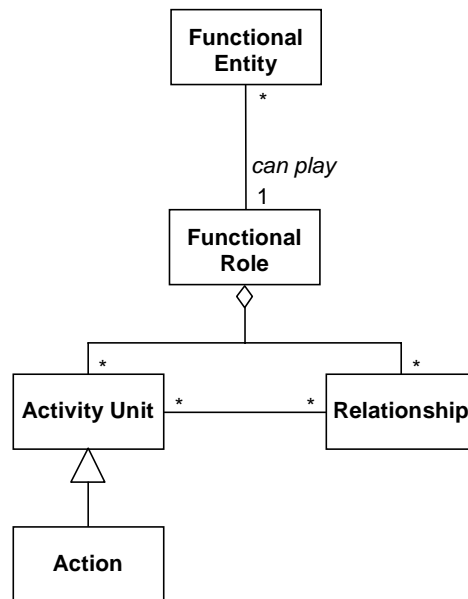 Functional
Entity
*
can play
1
Functional
Role
* *
Activity Unit * * Relationship
Action